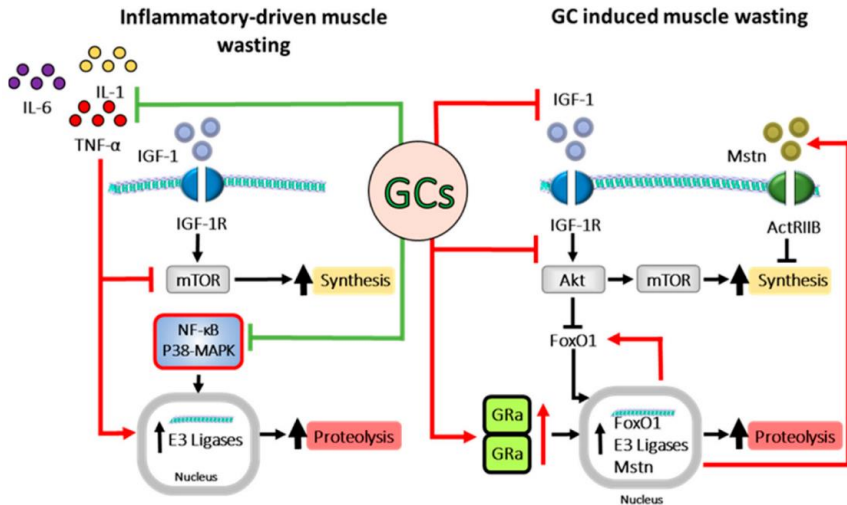 Inflammatory-driven muscle
wasting
GC induced muscle wasting
IL-6
IL-1
TNF-α
IGF-1
IGF-1R
mTOR
Synthesis
NF-κB
P38-MAPK
E3 Ligases
Nucleus
Proteolysis
GCs
IGF-1
Mstn
IGF-1R
ActRIIB
Akt
mTOR
Synthesis
FoxO1
GRa
GRa
FoxO1
E3 Ligases
Mstn
Nucleus
Proteolysis